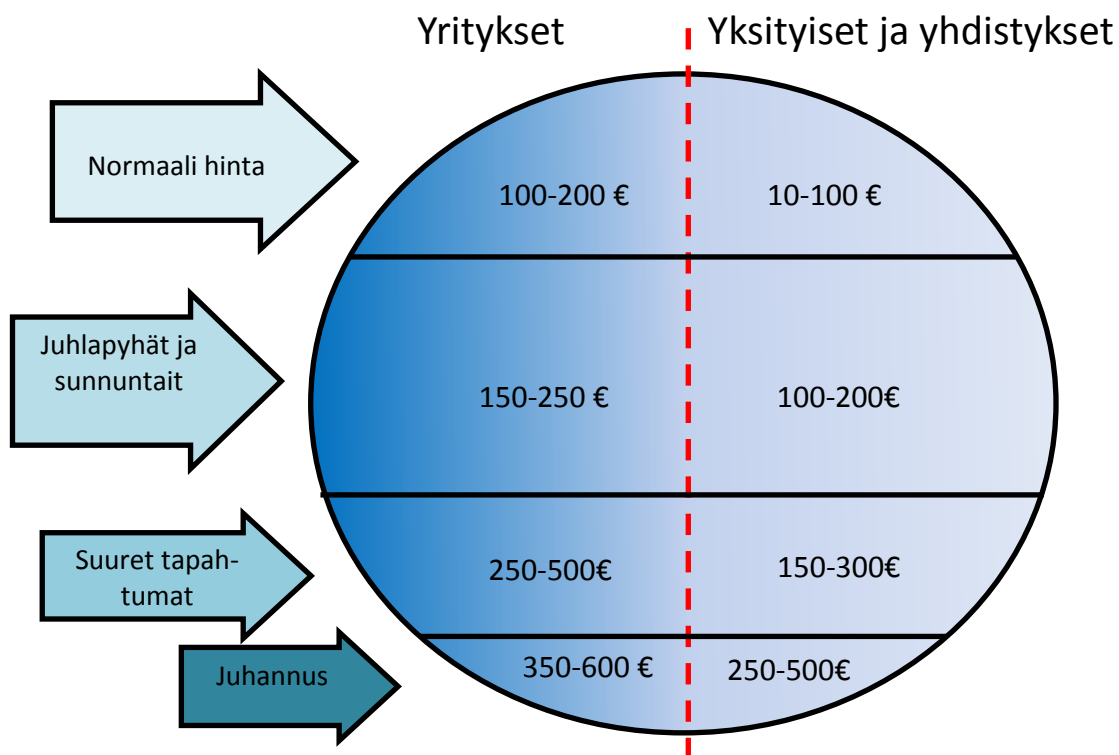 Yritykset
Yksityiset ja yhdistykset
Normaali hinta
100-200 €
10-100 €
Juhlapyhät ja
sunnuntait
150-250 €
100-200€
Suuret tapah-
tumat
250-500€
150-300€
Juhannus
350-600 €
250-500€